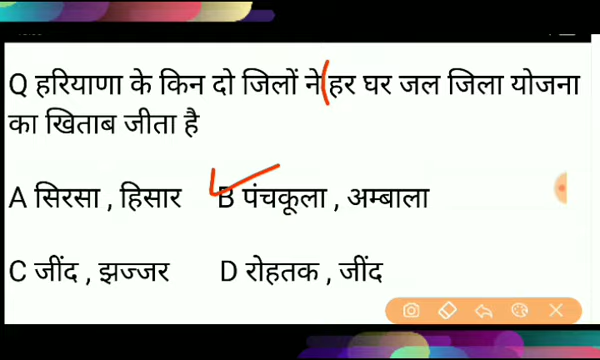 Q हरियाणा के किन दो जिलों ने हर घर जल जिला योजना
का खिताब जीता है
A सिरसा , हिसार B पंचकूला , अम्बाला
C जींद , झज्जर D रोहतक , जींद